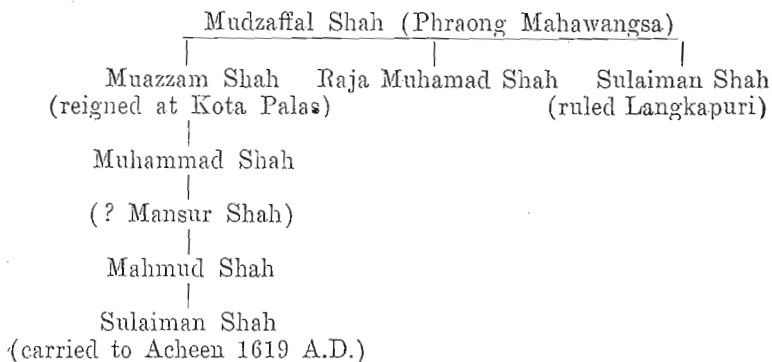 Mudzaffal Shah (Phraong Mahawangsa)
Muazzam Shah Raja Muhamad Shah Sulaiman Shah
(reigned at Kota Palas) (ruled Langkapuri)
Muhammad Shah
(? Mansur Shah)
Mahmud Shah
Sulaiman Shah
(carried to Acheen 1619 A.D.)